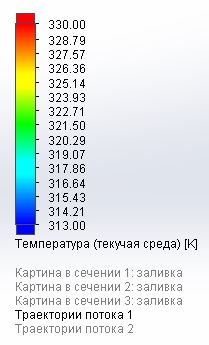 330.00
328.79
327.57
326.36
325.14
323.93
322.71
321.50
320.29
319.07
317.86
316.64
315.43
314.21
313.00
Температура (текучая среда) [K]
Картина в сечении 1: заливка
Картина в сечении 2: заливка
Картина в сечении 3: заливка
Траектории потока 1
Траектории потока 2